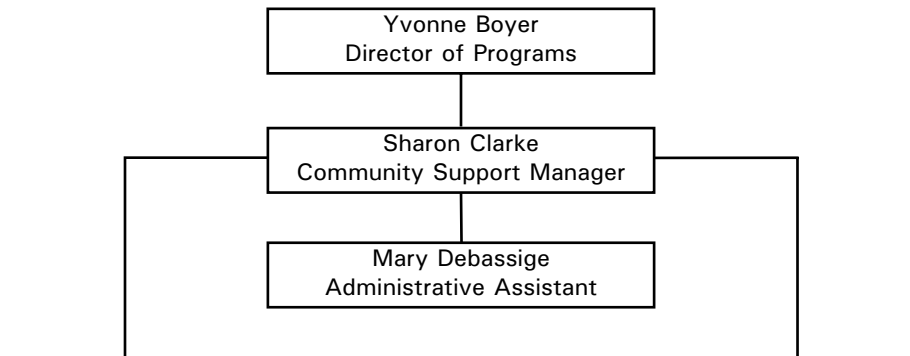 Yvonne Boyer
Director of Programs
Sharon Clarke
Community Support Manager
Mary Debassige
Administrative Assistant